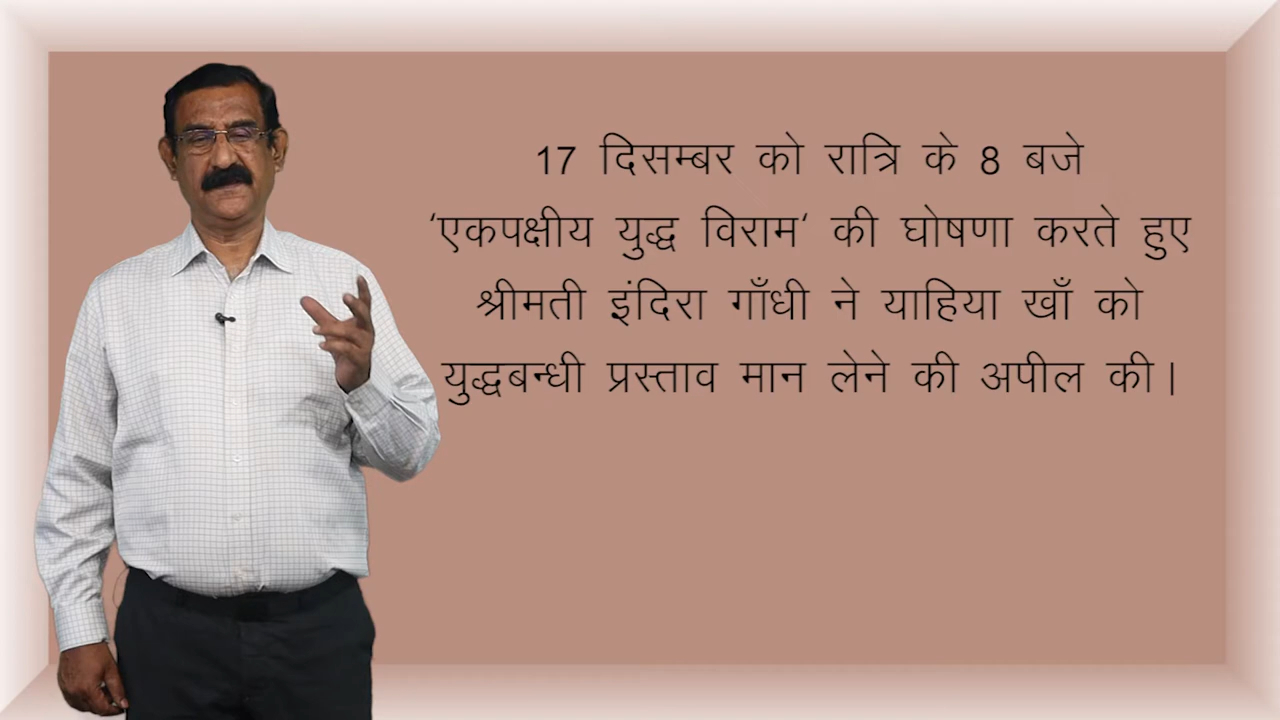 17 दिसम्बर को रात्रि के 8 बजे
‘एकपक्षीय युद्ध विराम‘ की घोषणा करते हुए
श्रीमती इंदिरा गाँधी ने याहिया खाँ को
युद्धबन्धी प्रस्ताव मान लेने की अपील की।